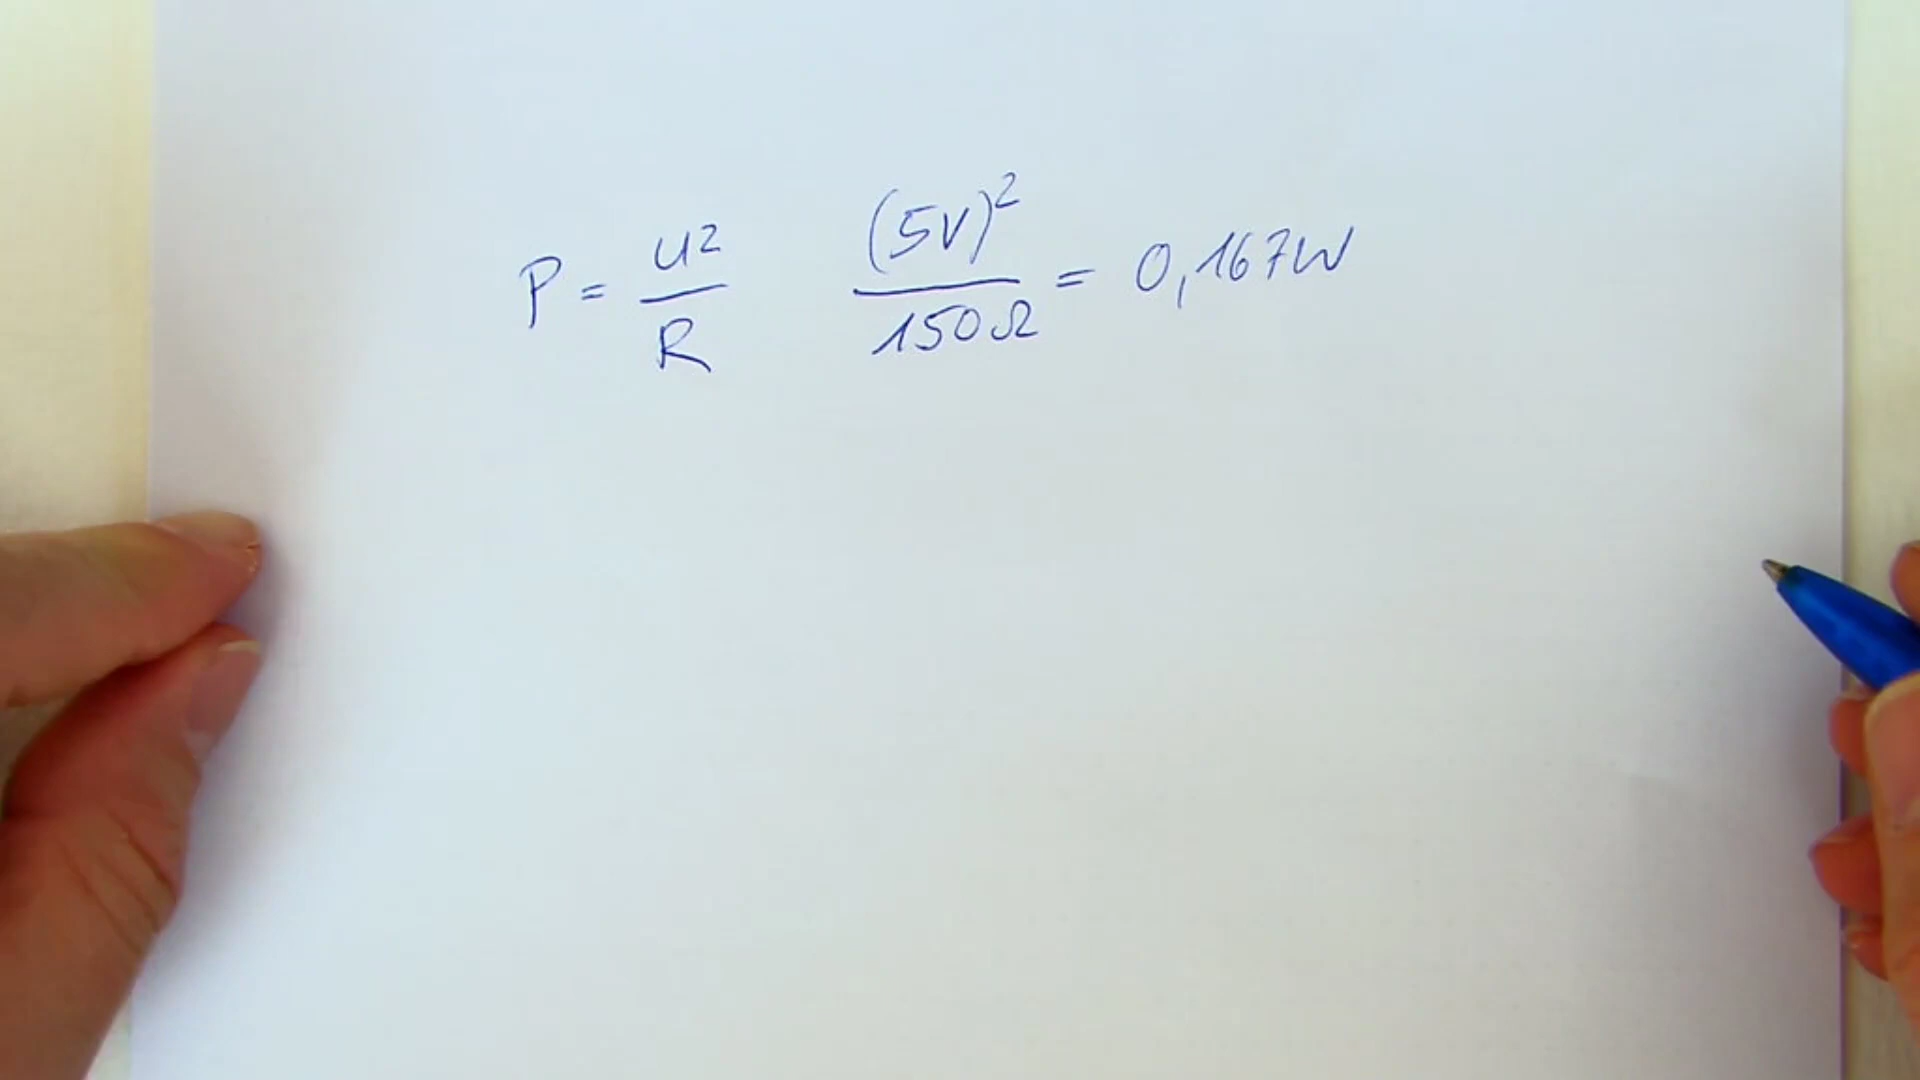 P = U²/R (5V)²/150Ω = 0,167W